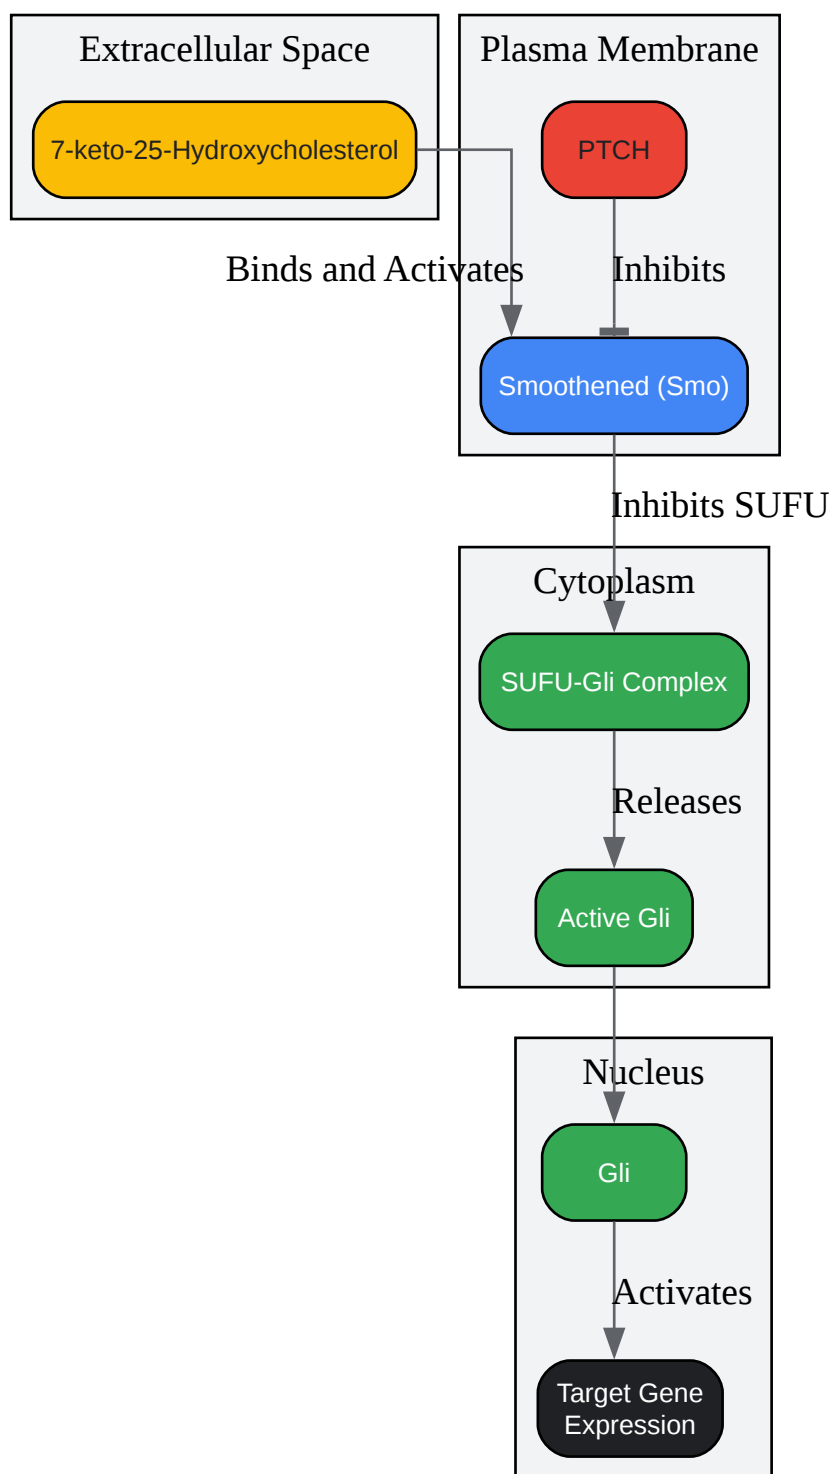 Extracellular Space
Plasma Membrane
7-keto-25-Hydroxycholesterol
PTCH
Binds and Activates
Inhibits
Smoothened (Smo)
Inhibits SUFU
Cytoplasm
SUFU-Gli Complex
Releases
Active Gli
Nucleus
Gli
Activates
Target Gene
Expression